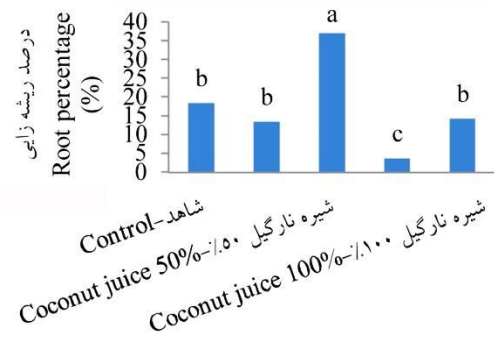 درصد ریشه زایی
Root percentage
(%)
40
35
30
25
20
15
10
5
0
b
b
a
c
b
Control-شاهد
Coconut juice 50%-٪۵۰ شیره نارگیل
Coconut juice 100%-٪۱۰۰ شیره نارگیل